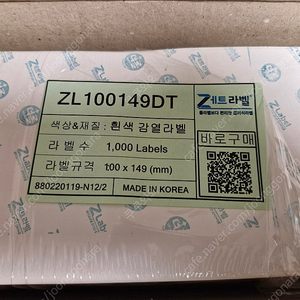 ZL100149DT
제트라벨
색상&재질 : 흰색 감열라벨
라 벨 수 : 1,000 Labels
라벨규격 : 100 x 149 (mm)
바로구매
880220119-N12/2
MADE IN KOREA